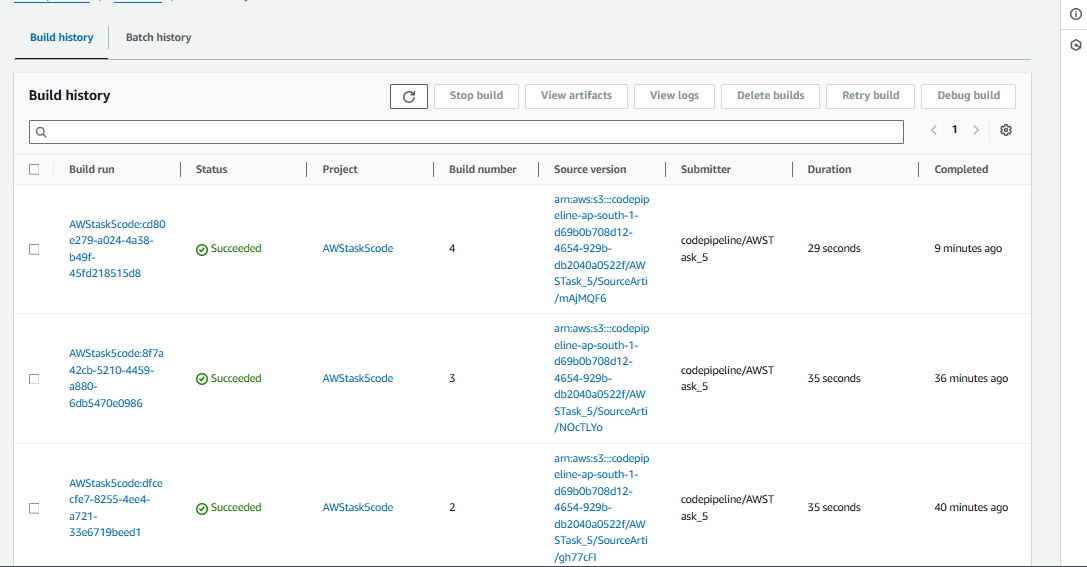 Build history
Batch history
Build history
Stop build
View artifacts
View logs
Delete builds
Retry build
Debug build
1
Build run
Status
Project
Build number
Source version
Submitter
Duration
Completed
AWStask5code:cd80
e279-a024-4a38-
b49f-
45fd218515d8
Succeeded
AWStask5code
4
arn:aws:s3:::codepip
eline-ap-south-1-
d69b0b708d12-
4654-929b-
db2040a0522f/AW
STask_5/SourceArti
/mAjMQF6
codepipeline/AWST
ask_5
29 seconds
9 minutes ago
AWStask5code:8f7a
42cb-5210-4459-
a880-
6db5470e0986
Succeeded
AWStask5code
3
arn:aws:s3:::codepip
eline-ap-south-1-
d69b0b708d12-
4654-929b-
db2040a0522f/AW
STask_5/SourceArti
/NOcTLYo
codepipeline/AWST
ask_5
35 seconds
36 minutes ago
AWStask5code:dfce
cfe7-8255-4ee4-
a721-
33e6719beed1
Succeeded
AWStask5code
2
arn:aws:s3:::codepip
eline-ap-south-1-
d69b0b708d12-
4654-929b-
db2040a0522f/AW
STask_5/SourceArti
/gh77cFI
codepipeline/AWST
ask_5
35 seconds
40 minutes ago